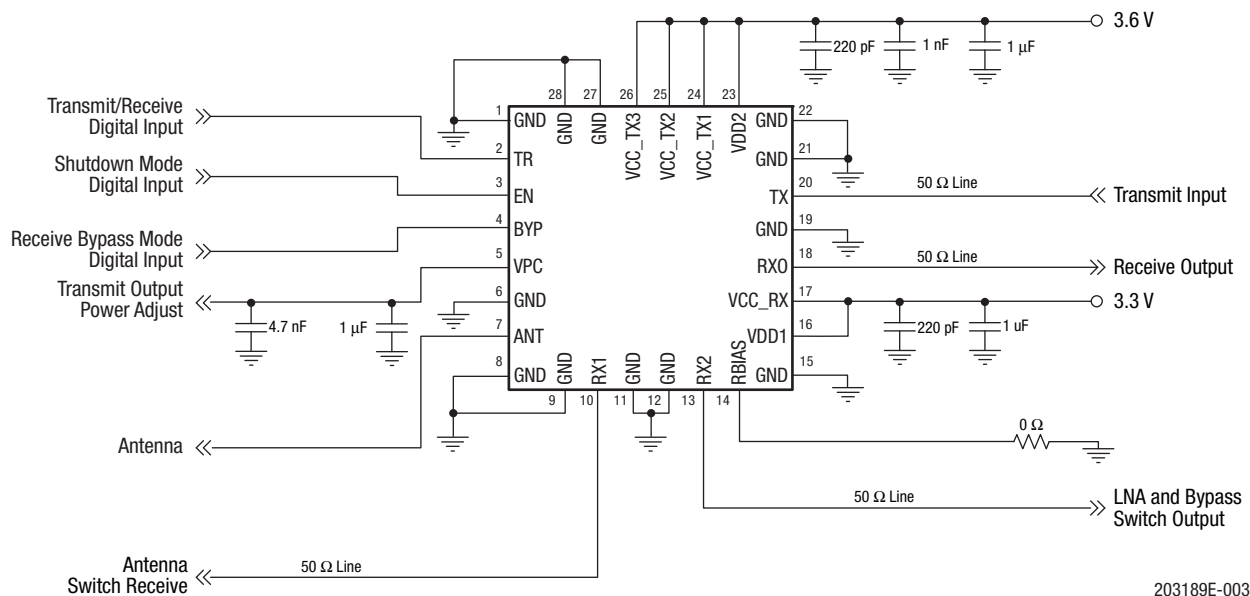 3.6 V
220 pF
1 nF
1 µF
28
27
26
25
24
23
Transmit/Receive
Digital Input
1
GND
GND
GND
VCC_TX3
VCC_TX2
VCC_TX1
VDD2
GND
22
2
TR
GND
21
Shutdown Mode
Digital Input
3
EN
TX
20
50 Ω Line
Transmit Input
Receive Bypass Mode
Digital Input
4
BYP
GND
19
5
VPC
RXO
18
50 Ω Line
Receive Output
Transmit Output
Power Adjust
6
GND
VCC_RX
17
3.3 V
4.7 nF
1 µF
220 pF
1 uF
7
ANT
VDD1
16
8
GND
GND
RX1
GND
GND
RX2
RBIAS
GND
15
9
10
11
12
13
14
0 Ω
Antenna
50 Ω Line
LNA and Bypass
Switch Output
Antenna
Switch Receive
50 Ω Line
203189E-003